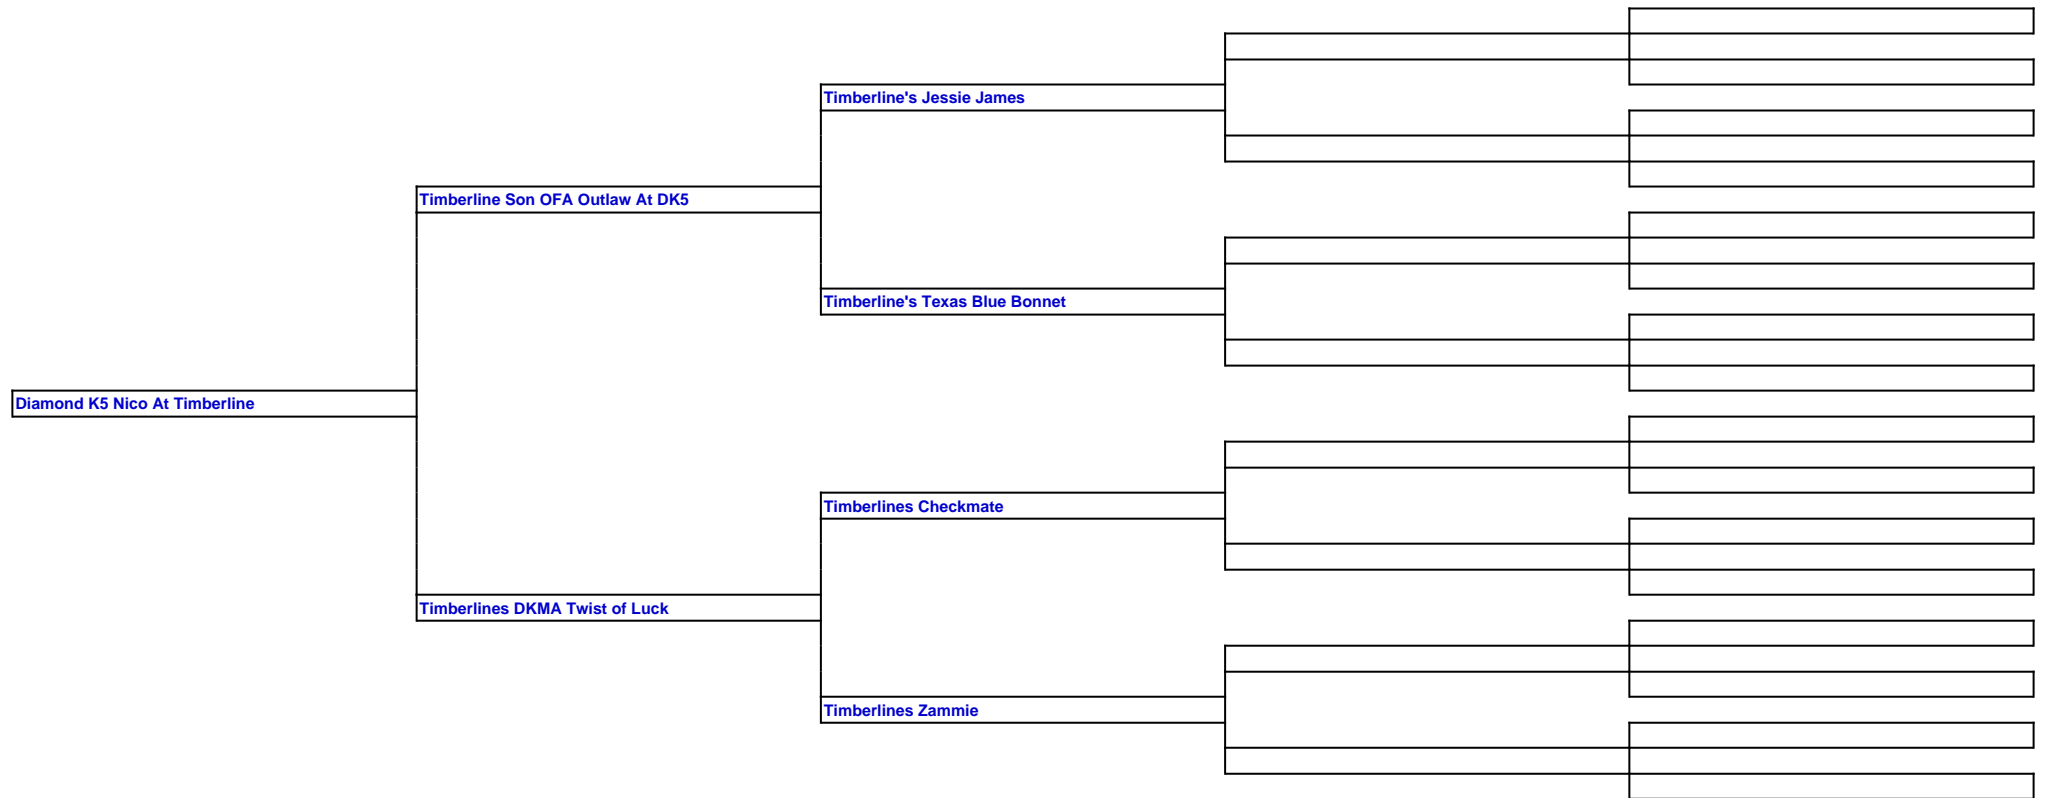 Timberline's Jessie James
Timberline Son OFA Outlaw At DK5
Timberline's Texas Blue Bonnet
Diamond K5 Nico At Timberline
Timberlines Checkmate
Timberlines DKMA Twist of Luck
Timberlines Zammie